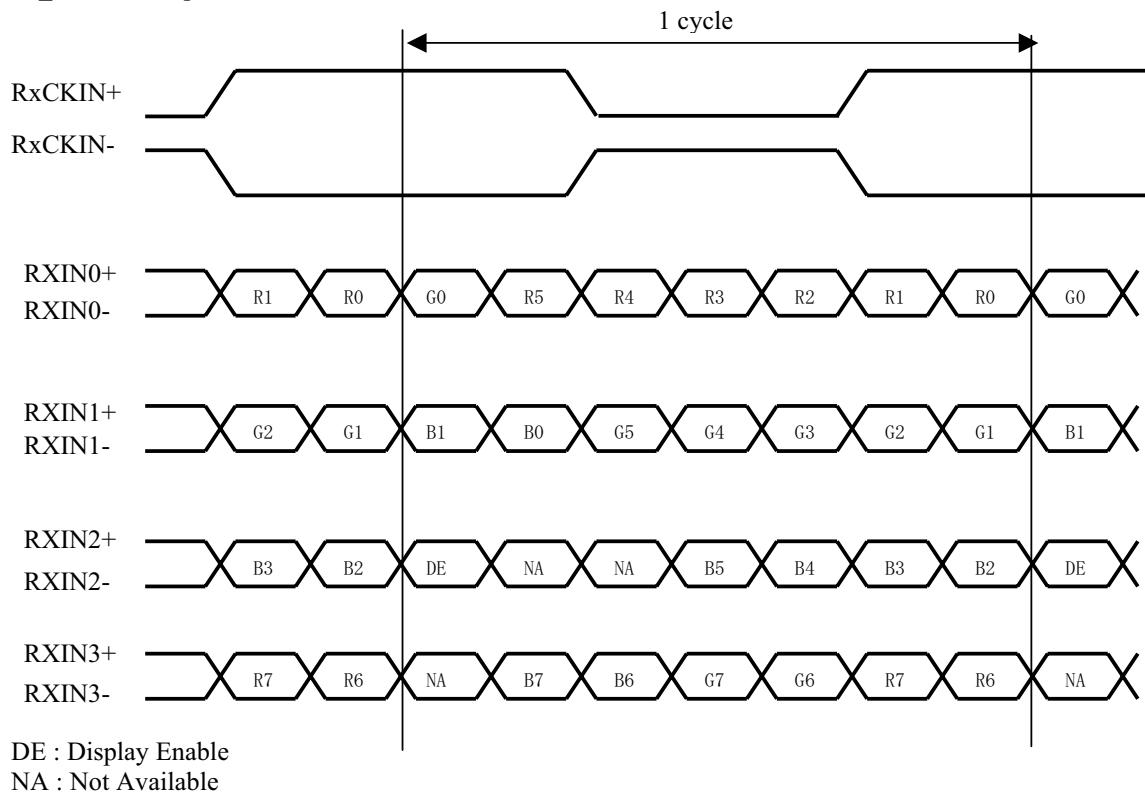 1 cycle
RxCKIN+
RxCKIN-
RXIN0+
R1 R0 G0 R5 R4 R3 R2 R1 R0 G0
RXIN0-
RXIN1+
G2 G1 B1 B0 G5 G4 G3 G2 G1 B1
RXIN1-
RXIN2+
B3 B2 DE NA NA B5 B4 B3 B2 DE
RXIN2-
RXIN3+
R7 R6 NA B7 B6 G7 G6 R7 R6 NA
RXIN3-
DE : Display Enable
NA : Not Available